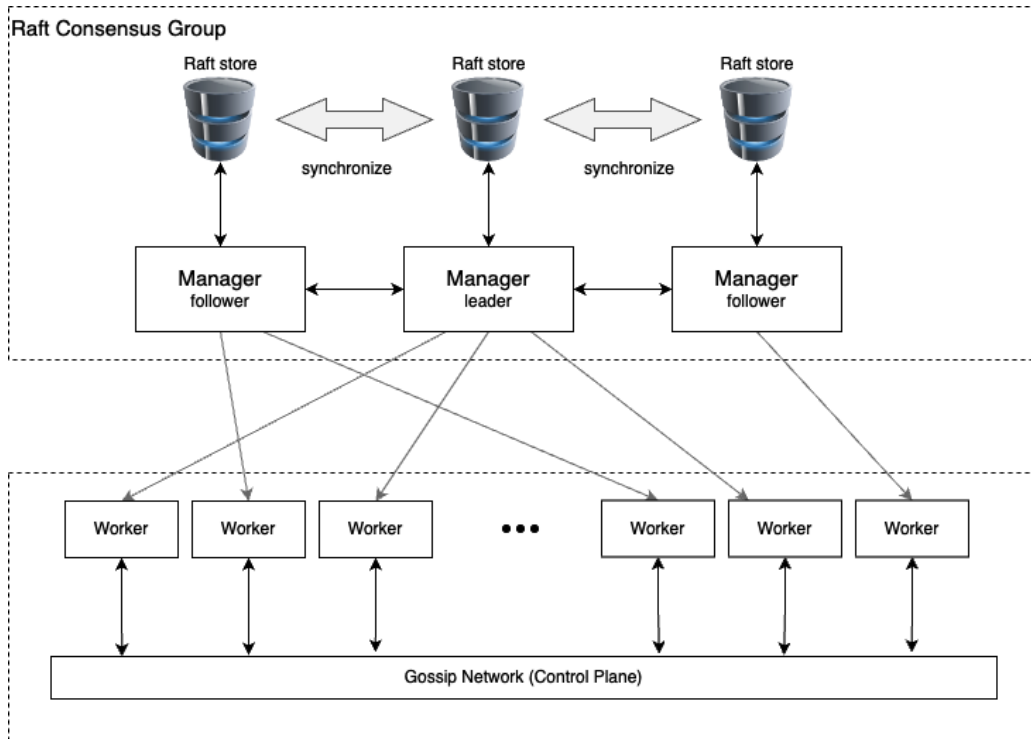 Raft Consensus Group
Raft store
Raft store
Raft store
synchronize
synchronize
Manager
follower
Manager
leader
Manager
follower
Worker
Worker
Worker
•••
Worker
Worker
Worker
Gossip Network (Control Plane)